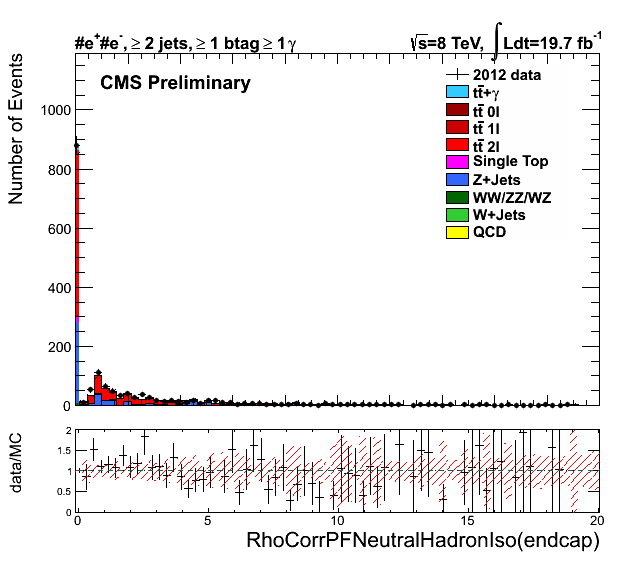 #e⁺#e⁻, ≥ 2 jets, ≥ 1 btag ≥ 1γ
√s=8 TeV, ∫Ldt=19.7 fb⁻¹
CMS Preliminary
2012 data
tt̄+γ
tt̄ 0l
tt̄ 1l
tt̄ 2l
Single Top
Z+Jets
WW/ZZ/WZ
W+Jets
QCD
Number of Events
1000
800
600
400
200
0
data/MC
2
1.5
1
0.5
0
0 5 10 15 20
RhoCorrPFNeutralHadronIso(endcap)